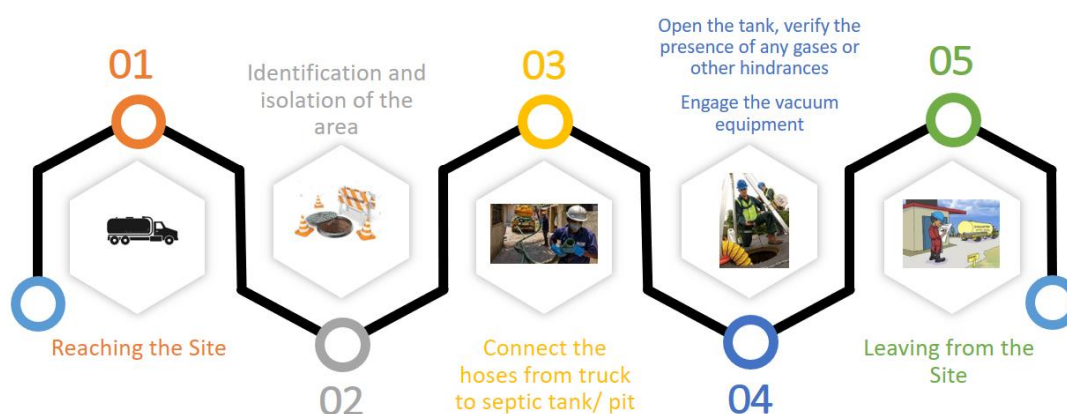 01
Reaching the Site
Identification and
isolation of the
area
02
03
Connect the
hoses from truck
to septic tank/ pit
Open the tank, verify the
presence of any gases or
other hindrances
Engage the vacuum
equipment
04
05
Leaving from the
Site